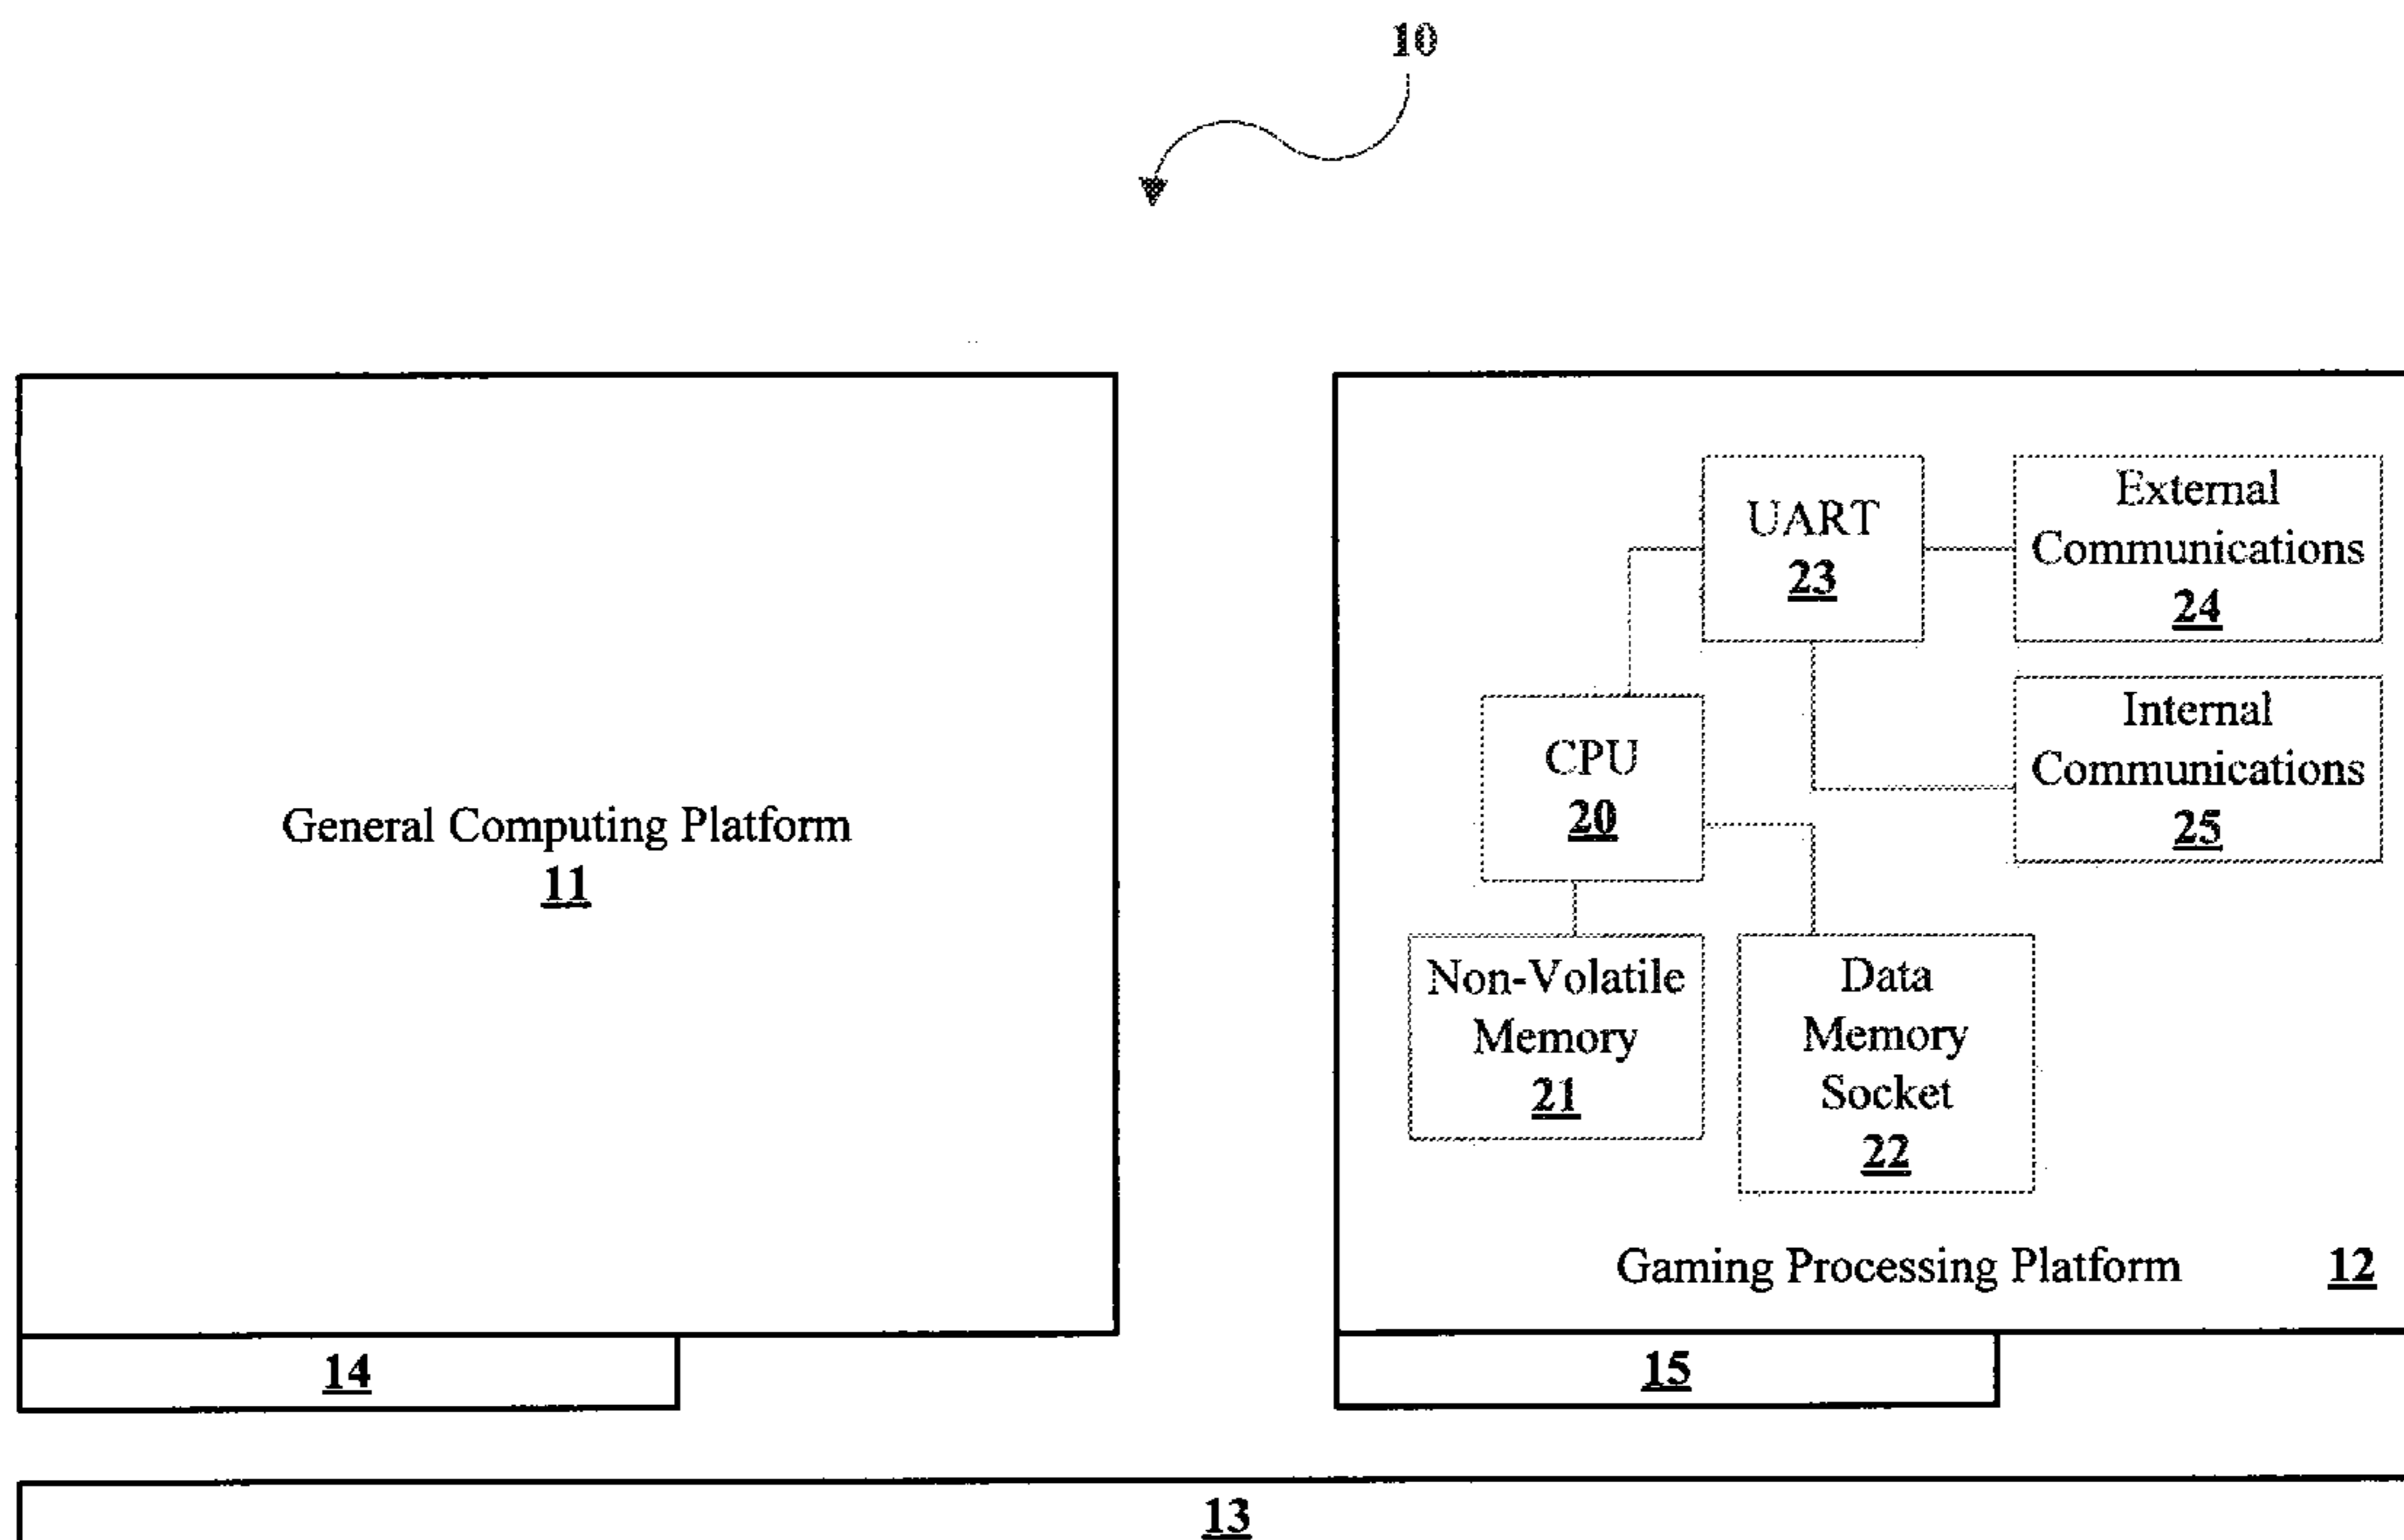 10
General Computing Platform
11
UART
23
External
Communications
24
Internal
Communications
25
CPU
20
Non-Volatile
Memory
21
Data
Memory
Socket
22
Gaming Processing Platform 12
14
15
13